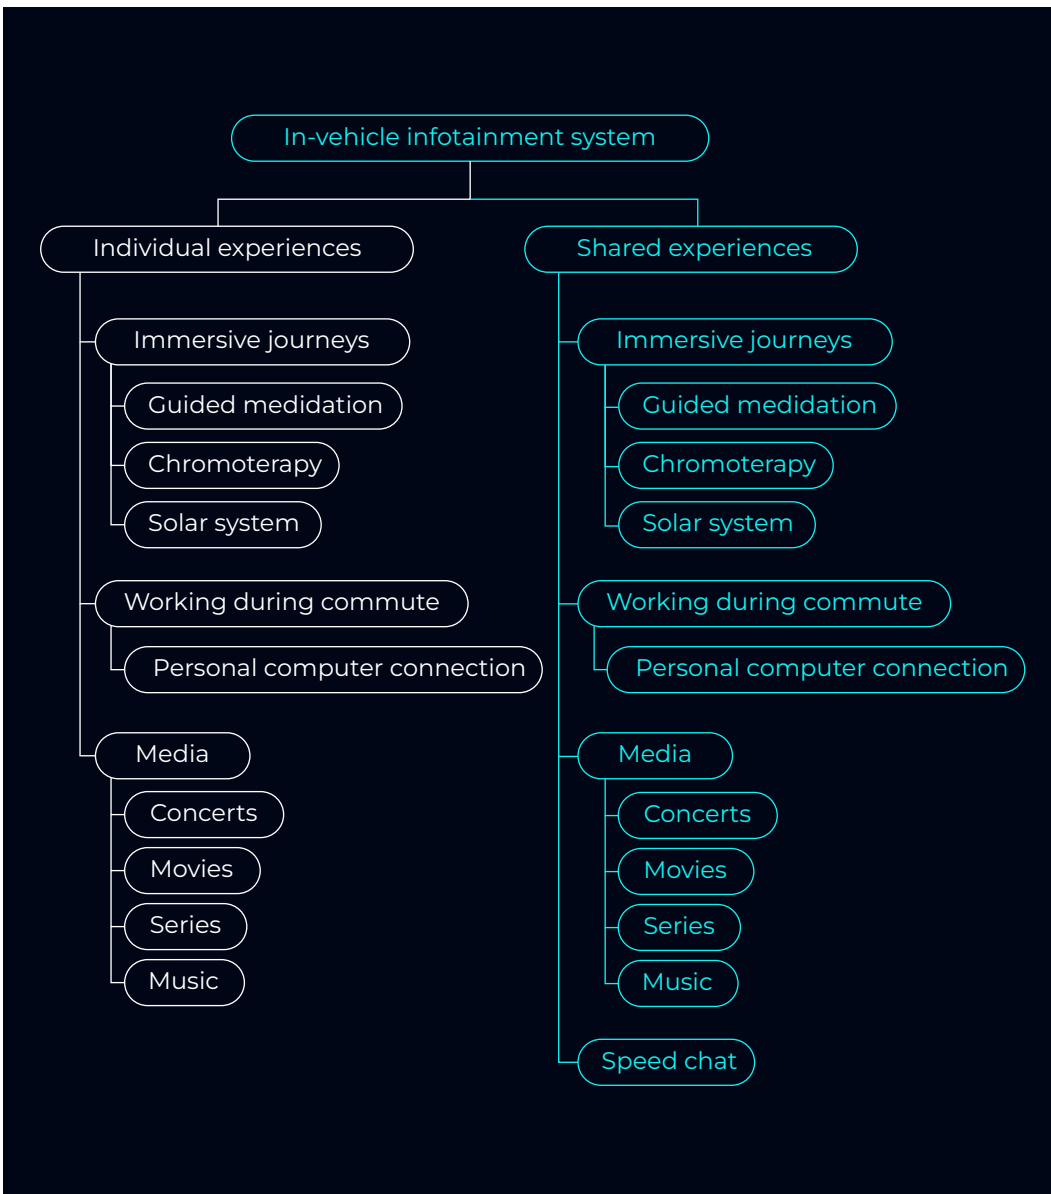 In-vehicle infotainment system
Individual experiences
Immersive journeys
Guided medidation
Chromoterapy
Solar system
Working during commute
Personal computer connection
Media
Concerts
Movies
Series
Music
Shared experiences
Immersive journeys
Guided medidation
Chromoterapy
Solar system
Working during commute
Personal computer connection
Media
Concerts
Movies
Series
Music
Speed chat